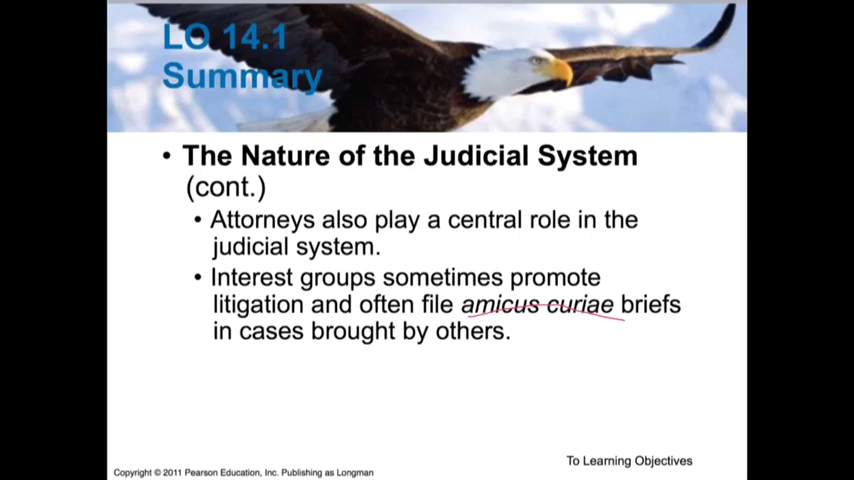 LO 14.1
Summary
• The Nature of the Judicial System
(cont.)
• Attorneys also play a central role in the
judicial system.
• Interest groups sometimes promote
litigation and often file amicus curiae briefs
in cases brought by others.
To Learning Objectives
Copyright © 2011 Pearson Education, Inc. Publishing as Longman